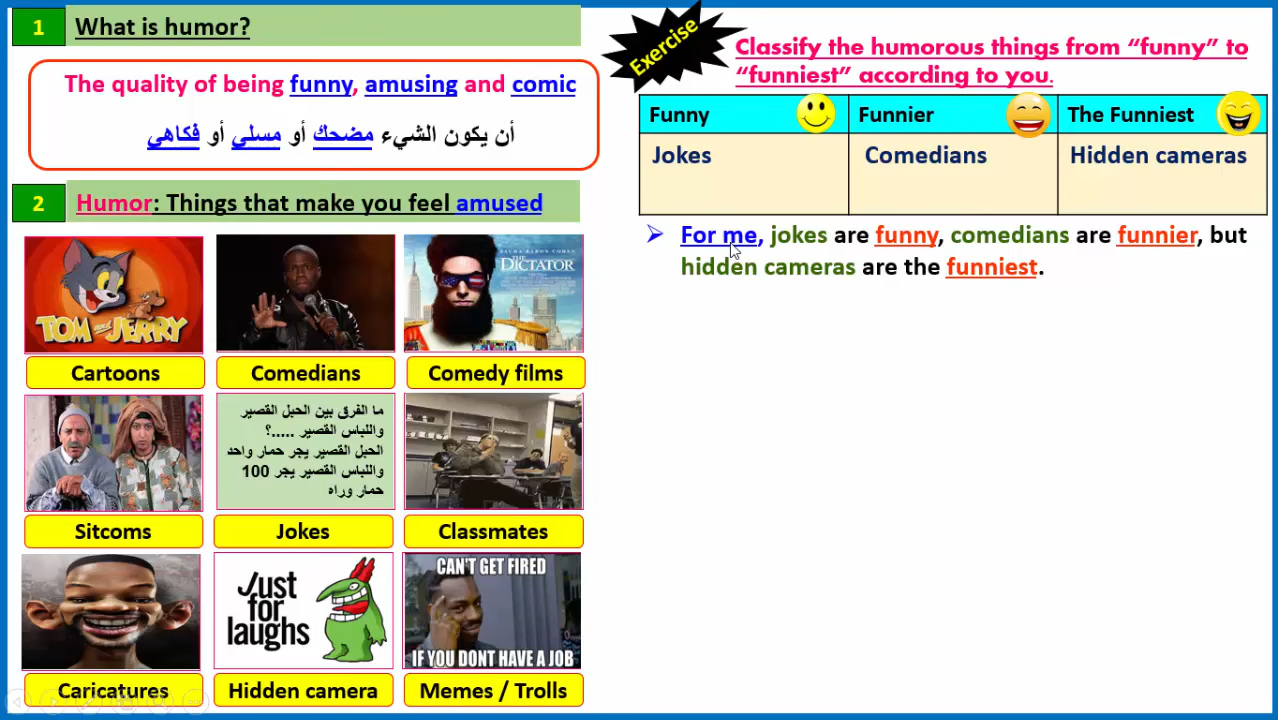 1
What is humor?
The quality of being funny, amusing and comic
أن يكون الشيء مضحك أو مسلي أو فكاهي
2
Humor: Things that make you feel amused
TOM and JERRY
Cartoons
Comedians
SACHA BARON COHEN
THE DICTATOR
Comedy films
Sitcoms
ما الفرق بين الحبل القصير
واللباس القصير .....؟
الحبل القصير يجر حمار واحد
واللباس القصير يجر 100
حمار وراه
Jokes
Classmates
Caricatures
Just
for
laughs
Hidden camera
CAN'T GET FIRED
IF YOU DONT HAVE A JOB
Memes / Trolls
Exercise
Classify the humorous things from “funny” to
“funniest” according to you.
Funny
Funnier
The Funniest
Jokes
Comedians
Hidden cameras
For me, jokes are funny, comedians are funnier, but
hidden cameras are the funniest.